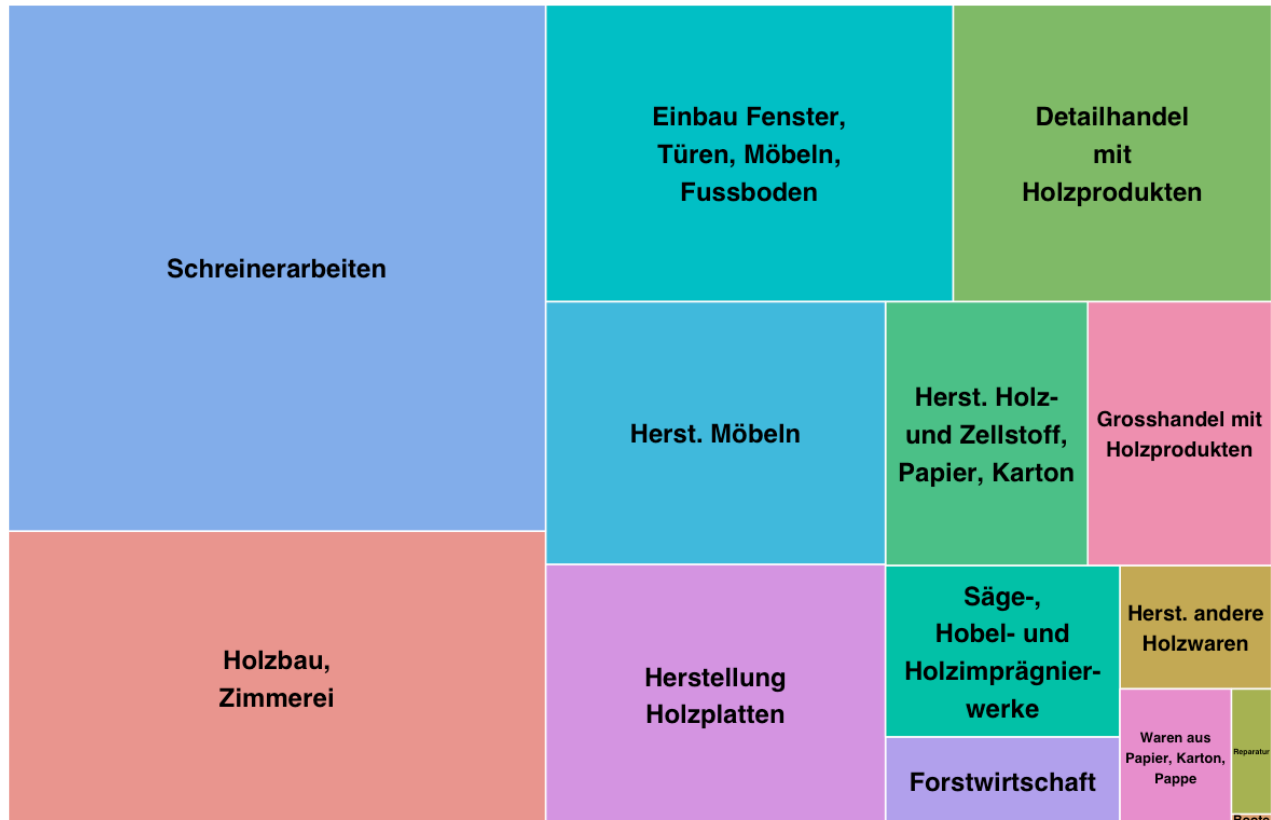 Schreinerarbeiten
Holzbau,
Zimmerei
Einbau Fenster,
Türen, Möbeln,
Fussboden
Detailhandel
mit
Holzprodukten
Herst. Möbeln
Herst. Holz-
und Zellstoff,
Papier, Karton
Grosshandel mit
Holzprodukten
Herstellung
Holzplatten
Säge-,
Hobel- und
Holzimprägnier-
werke
Forstwirtschaft
Herst. andere
Holzwaren
Waren aus
Papier, Karton,
Pappe
Reparatur
Boote